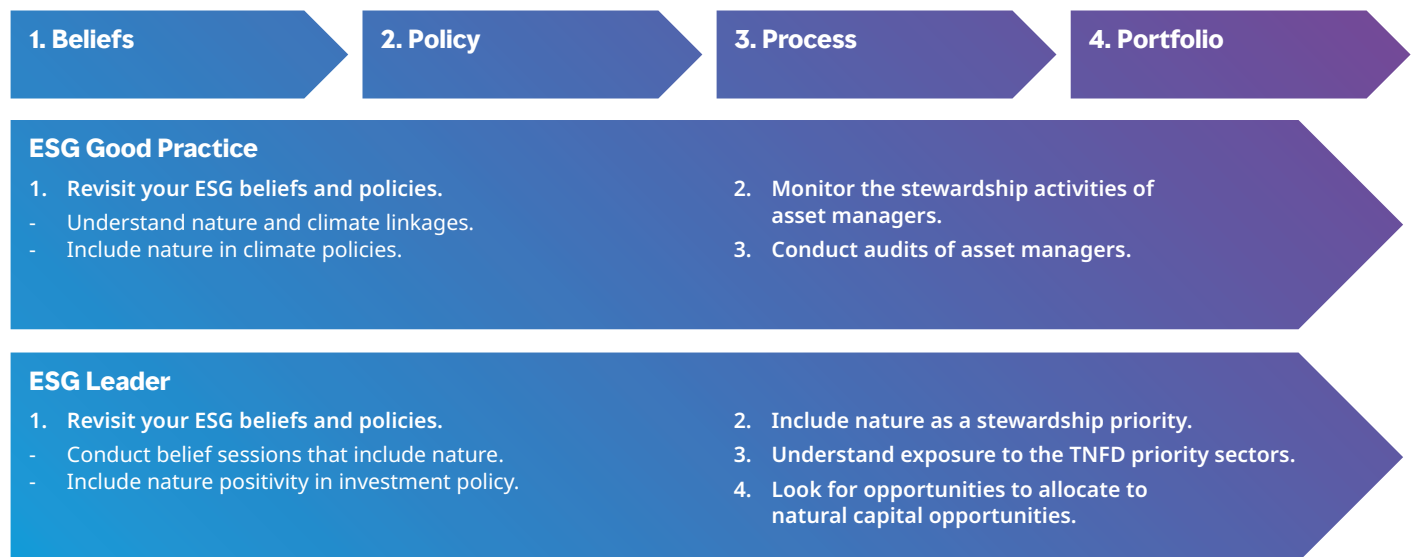 1. Beliefs
2. Policy
3. Process
4. Portfolio
ESG Good Practice
1. Revisit your ESG beliefs and policies.
- Understand nature and climate linkages.
- Include nature in climate policies.
2. Monitor the stewardship activities of
asset managers.
3. Conduct audits of asset managers.
ESG Leader
1. Revisit your ESG beliefs and policies.
- Conduct belief sessions that include nature.
- Include nature positivity in investment policy.
2. Include nature as a stewardship priority.
3. Understand exposure to the TNFD priority sectors.
4. Look for opportunities to allocate to
natural capital opportunities.